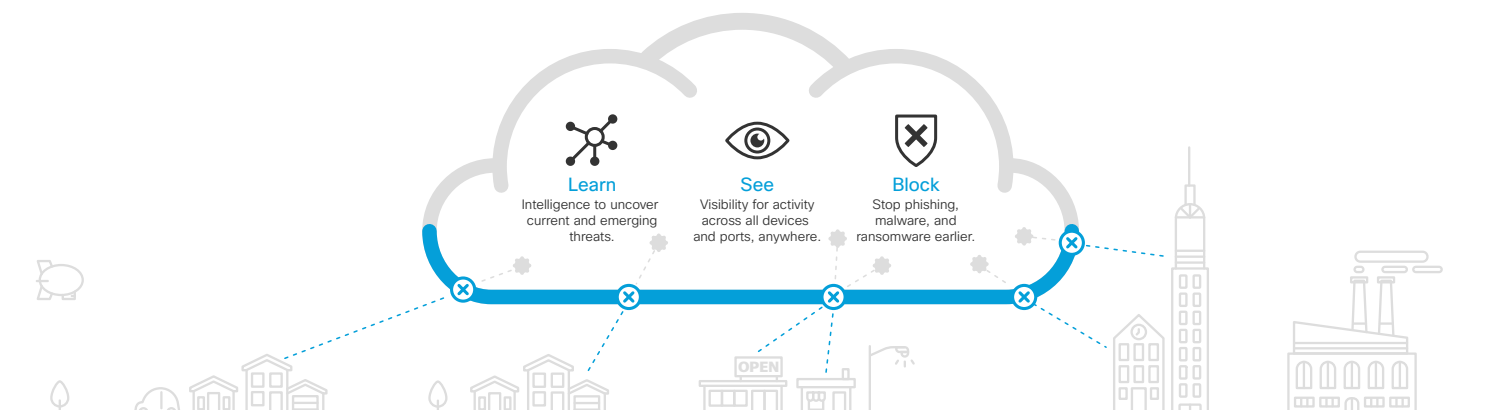 Learn
Intelligence to uncover
current and emerging
threats.
See
Visibility for activity
across all devices
and ports, anywhere.
Block
Stop phishing,
malware, and
ransomware earlier.
OPEN